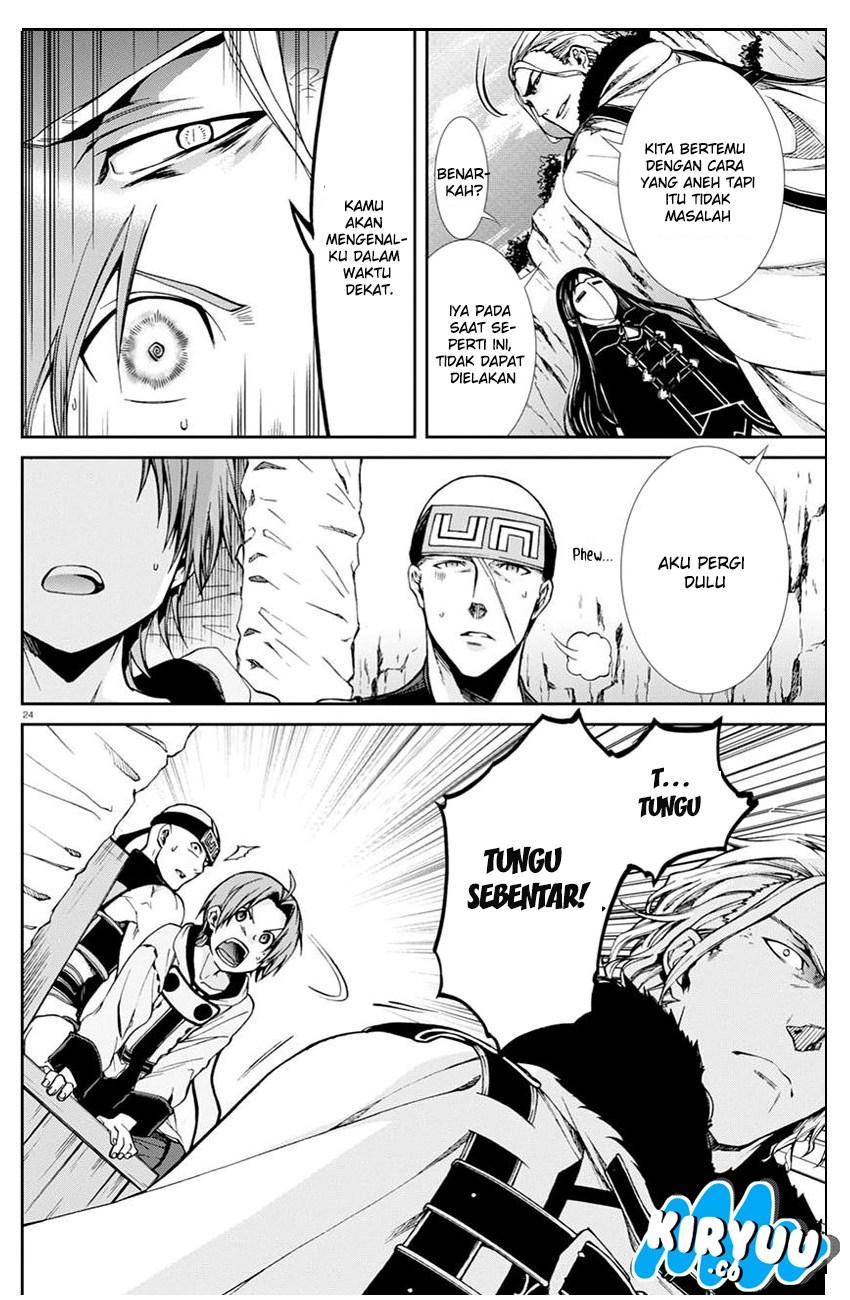 KITA BERTEMU
DENGAN CARA
YANG ANEH TAPI
ITU TIDAK
MASALAH
BENAR-
KAH?
IYA PADA
SAAT SE-
PERTI INI,
TIDAK DAPAT
DIELAKAN
KAMU
AKAN
MENGENAL-
KU DALAM
WAKTU
DEKAT.
AKU PERGI
DULU
Phew...
24
T...
TUNGU
TUNGU
SEBENTAR!
KIRYUU
.CO